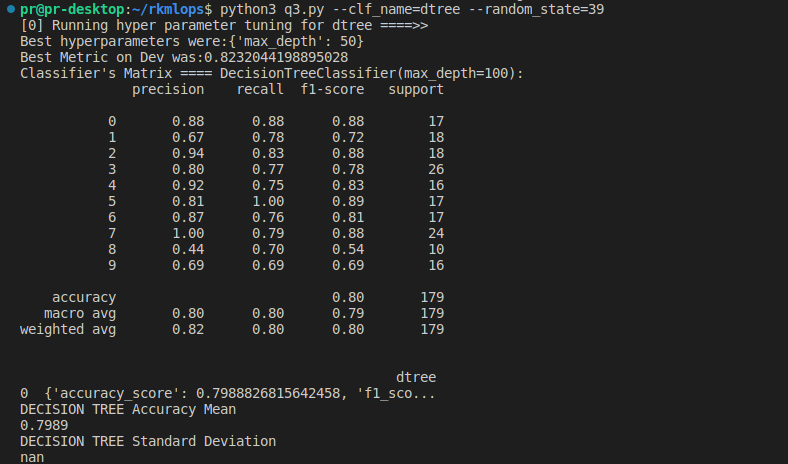 pr@pr-desktop:~/rkmlops$ python3 q3.py --clf_name=dtree --random_state=39
[0] Running hyper parameter tuning for dtree ====>>
Best hyperparameters were:{'max_depth': 50}
Best Metric on Dev was:0.8232044198895028
Classifier's Matrix ==== DecisionTreeClassifier(max_depth=100):
precision recall f1-score support
0 0.88 0.88 0.88 17
1 0.67 0.78 0.72 18
2 0.94 0.83 0.88 18
3 0.80 0.77 0.78 26
4 0.92 0.75 0.83 16
5 0.81 1.00 0.89 17
6 0.87 0.76 0.81 17
7 1.00 0.79 0.88 24
8 0.44 0.70 0.54 10
9 0.69 0.69 0.69 16
accuracy 0.80 179
macro avg 0.80 0.80 0.79 179
weighted avg 0.82 0.80 0.80 179
dtree
0 {'accuracy_score': 0.7988826815642458, 'f1_sco...
DECISION TREE Accuracy Mean
0.7989
DECISION TREE Standard Deviation
nan